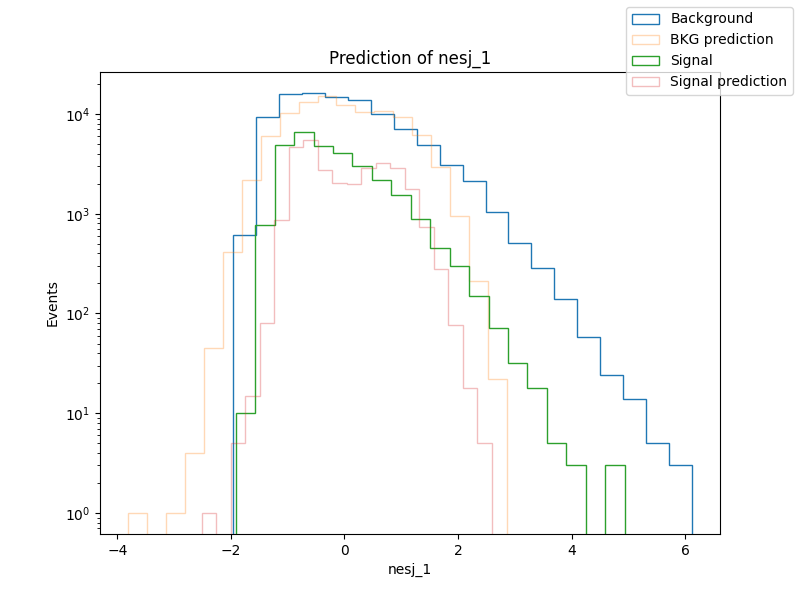 Prediction of nesj_1
Background
BKG prediction
Signal
Signal prediction
Events
10⁴
10³
10²
10¹
10⁰
−4
−2
0
2
4
6
nesj_1